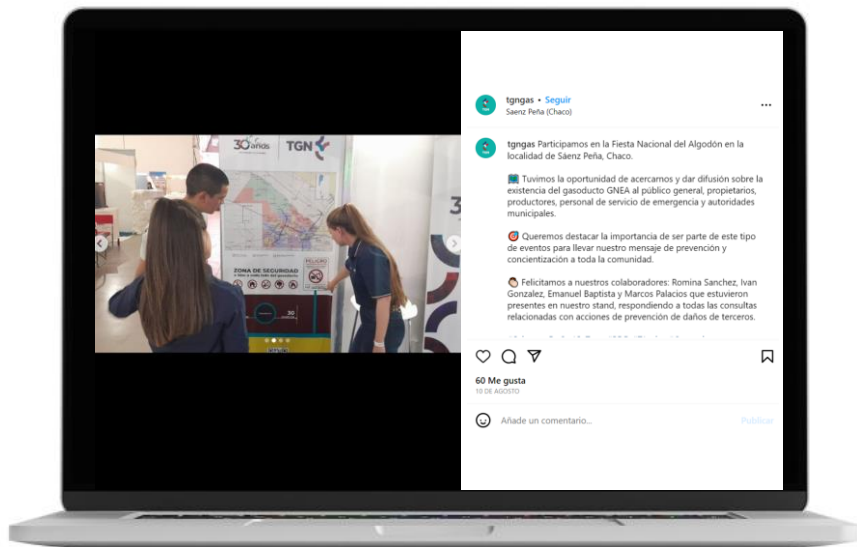 30 años
TGN
ZONA DE SEGURIDAD
PELIGRO
30
tgngas • Seguir
Saenz Peña (Chaco)
tgngas Participamos en la Fiesta Nacional del Algodón en la
localidad de Sáenz Peña, Chaco.
Tuvimos la oportunidad de acercarnos y dar difusión sobre la
existencia del gasoducto GNEA al público general, propietarios,
productores, personal de servicio de emergencia y autoridades
municipales.
Queremos destacar la importancia de ser parte de este tipo
de eventos para llevar nuestro mensaje de prevención y
concientización a toda la comunidad.
Felicitamos a nuestros colaboradores: Romina Sanchez, Ivan
Gonzalez, Emanuel Baptista y Marcos Palacios que estuvieron
presentes en nuestro stand, respondiendo a todas las consultas
relacionadas con acciones de prevención de daños de terceros.
60 Me gusta
10 DE AGOSTO
Añade un comentario...
Publicar